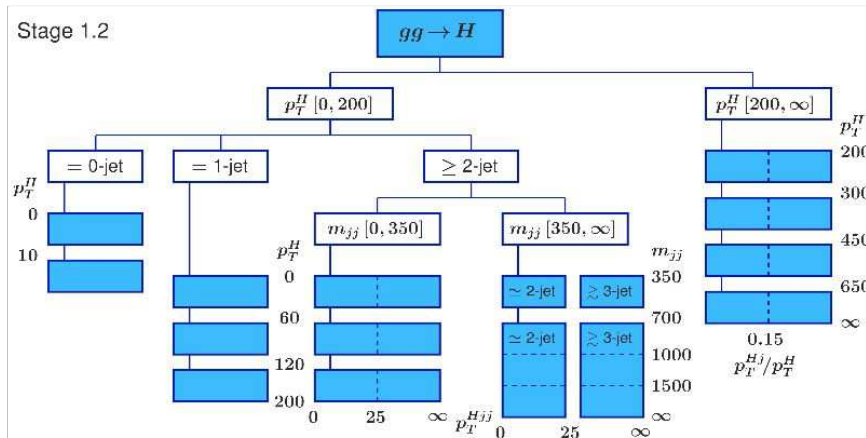 Stage 1.2
gg → H
p_T^H [0, 200]
p_T^H [200, ∞]
= 0-jet
= 1-jet
≥ 2-jet
p_T^H
0
10
m_jj [0, 350]
m_jj [350, ∞]
p_T^H
0
60
120
200
0 25 ∞
≃ 2-jet
≳ 3-jet
≃ 2-jet
≳ 3-jet
m_jj
350
700
1000
1500
∞
p_T^Hjj
0 25 ∞
p_T^H
200
300
450
650
∞
0.15
p_T^Hj/p_T^H